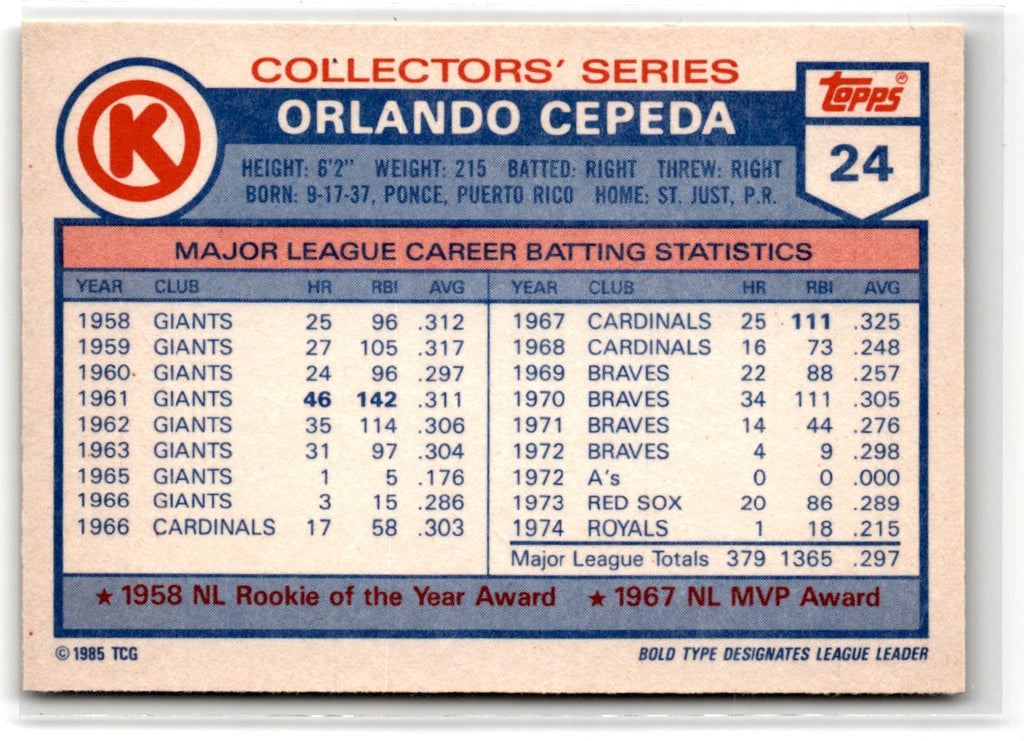 COLLECTORS' SERIES
K
ORLANDO CEPEDA
Topps®
24
HEIGHT: 6'2" WEIGHT: 215 BATTED: RIGHT THREW: RIGHT
BORN: 9-17-37, PONCE, PUERTO RICO HOME: ST. JUST, P.R.
MAJOR LEAGUE CAREER BATTING STATISTICS
YEAR CLUB HR RBI AVG
1958 GIANTS 25 96 .312
1959 GIANTS 27 105 .317
1960 GIANTS 24 96 .297
1961 GIANTS 46 142 .311
1962 GIANTS 35 114 .306
1963 GIANTS 31 97 .304
1965 GIANTS 1 5 .176
1966 GIANTS 3 15 .286
1966 CARDINALS 17 58 .303
YEAR CLUB HR RBI AVG
1967 CARDINALS 25 111 .325
1968 CARDINALS 16 73 .248
1969 BRAVES 22 88 .257
1970 BRAVES 34 111 .305
1971 BRAVES 14 44 .276
1972 BRAVES 4 9 .298
1972 A's 0 0 .000
1973 RED SOX 20 86 .289
1974 ROYALS 1 18 .215
Major League Totals 379 1365 .297
★ 1958 NL Rookie of the Year Award ★ 1967 NL MVP Award
© 1985 TCG
BOLD TYPE DESIGNATES LEAGUE LEADER